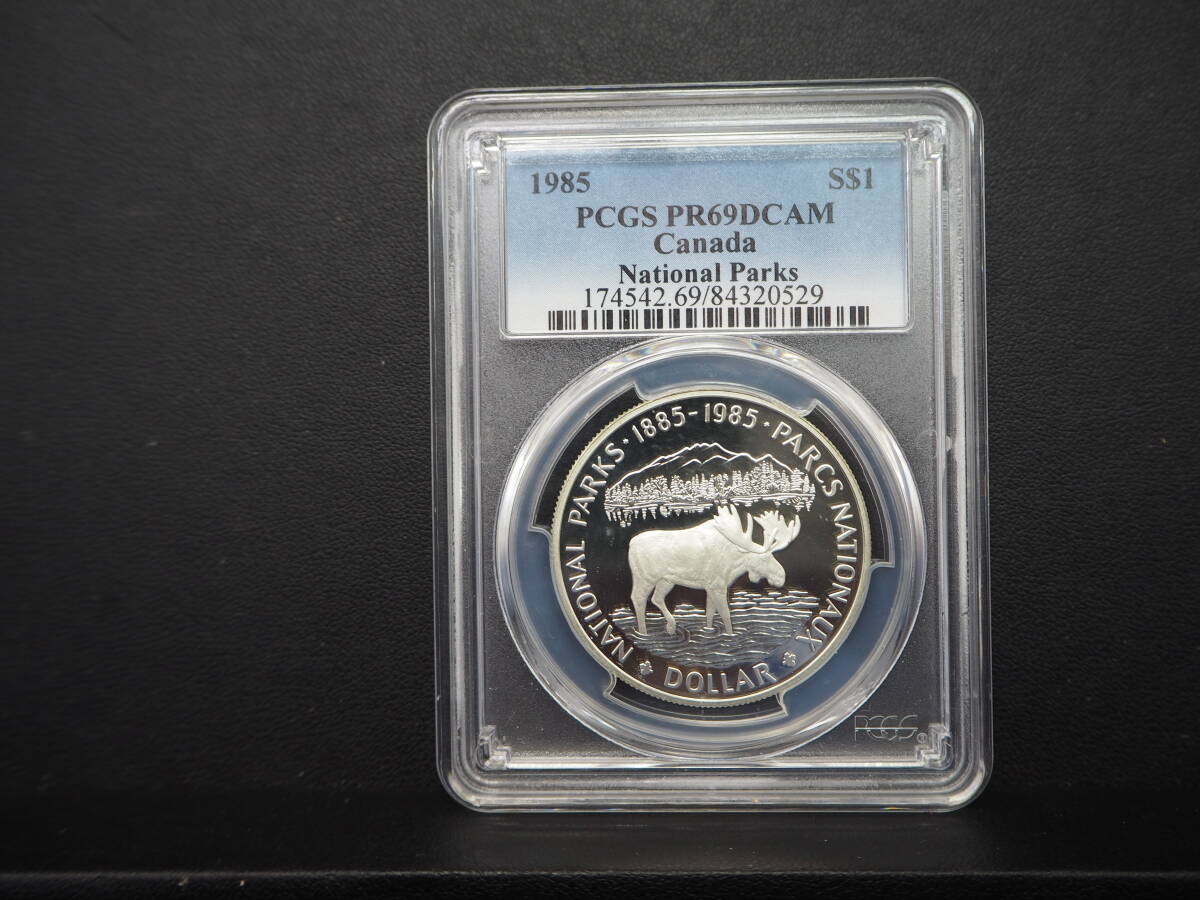 1985 S$1
PCGS PR69DCAM
Canada
National Parks
174542.69/84320529
NATIONAL PARKS · 1885-1985 · PARCS NATIONAUX
DOLLAR
PCGS